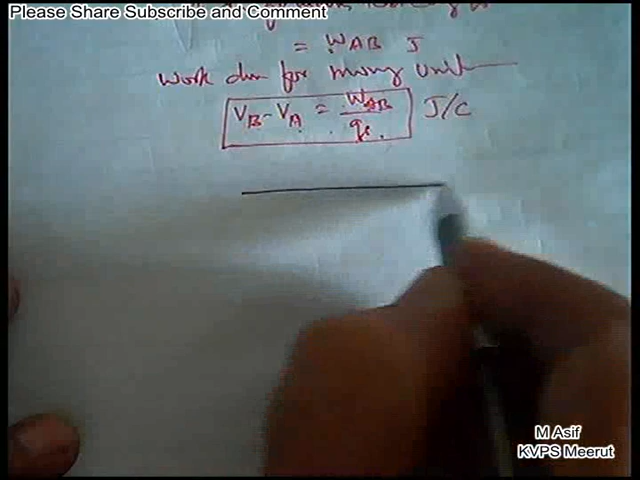 Please Share Subscribe and Comment
= WAB J
Work done for moving unit
VB - VA = WAB / q0. J/C
M Asif
KVPS Meerut